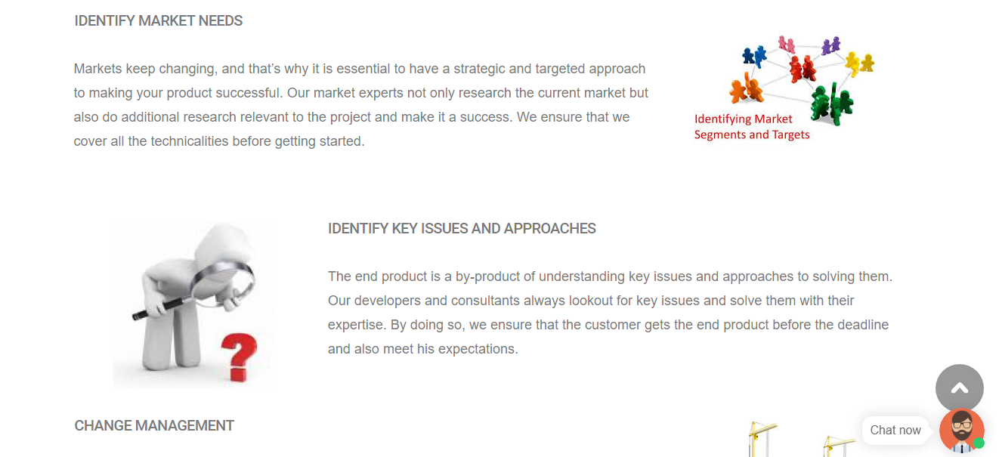 IDENTIFY MARKET NEEDS
Markets keep changing, and that’s why it is essential to have a strategic and targeted approach
to making your product successful. Our market experts not only research the current market but
also do additional research relevant to the project and make it a success. We ensure that we
cover all the technicalities before getting started.
Identifying Market
Segments and Targets
IDENTIFY KEY ISSUES AND APPROACHES
The end product is a by-product of understanding key issues and approaches to solving them.
Our developers and consultants always lookout for key issues and solve them with their
expertise. By doing so, we ensure that the customer gets the end product before the deadline
and also meet his expectations.
?
CHANGE MANAGEMENT
Chat now